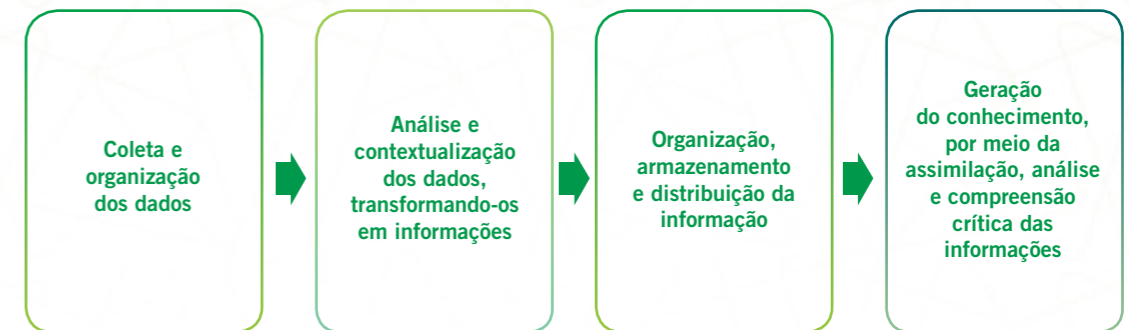 Coleta e
organização
dos dados
Análise e
contextualização
dos dados,
transformando-os
em informações
Organização,
armazenamento
e distribuição da
informação
Geração
do conhecimento,
por meio da
assimilação, análise
e compreensão
crítica das
informações